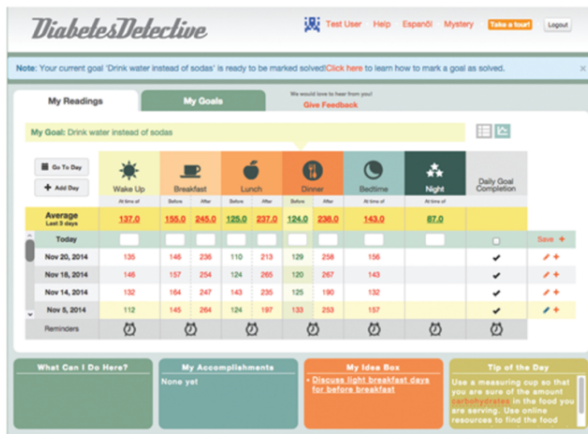 DiabetesDetective
Test User Help Espanõl Mystery Take a tour! Logout
Note: Your current goal 'Drink water instead of sodas' is ready to be marked solved!Click here to learn how to mark a goal as solved. ×
My Readings My Goals
We would love to hear from you!
Give Feedback
My Goal: Drink water instead of sodas
Go To Day
+ Add Day
Wake Up Breakfast Lunch Dinner Bedtime Night Daily Goal Completion
At time of Before After Before After Before After At time of At time of
Average 137.0 155.0 245.0 125.0 237.0 124.0 236.0 143.0 87.0
Last 3 days
Today Save +
Nov 20, 2014 135 146 236 110 213 129 258 156
Nov 18, 2014 146 157 254 124 265 120 267 143
Nov 14, 2014 132 164 247 143 235 125 190 132
Nov 5, 2014 112 145 264 124 197 133 253 157
Reminders
What Can I Do Here?
My Accomplishments
None yet
My Idea Box
Discuss light breakfast days
for before breakfast
Tip of the Day
Use a measuring cup so that
you are sure of the amount
carbohydrates in the food you
are serving. Use online
resources to find the food